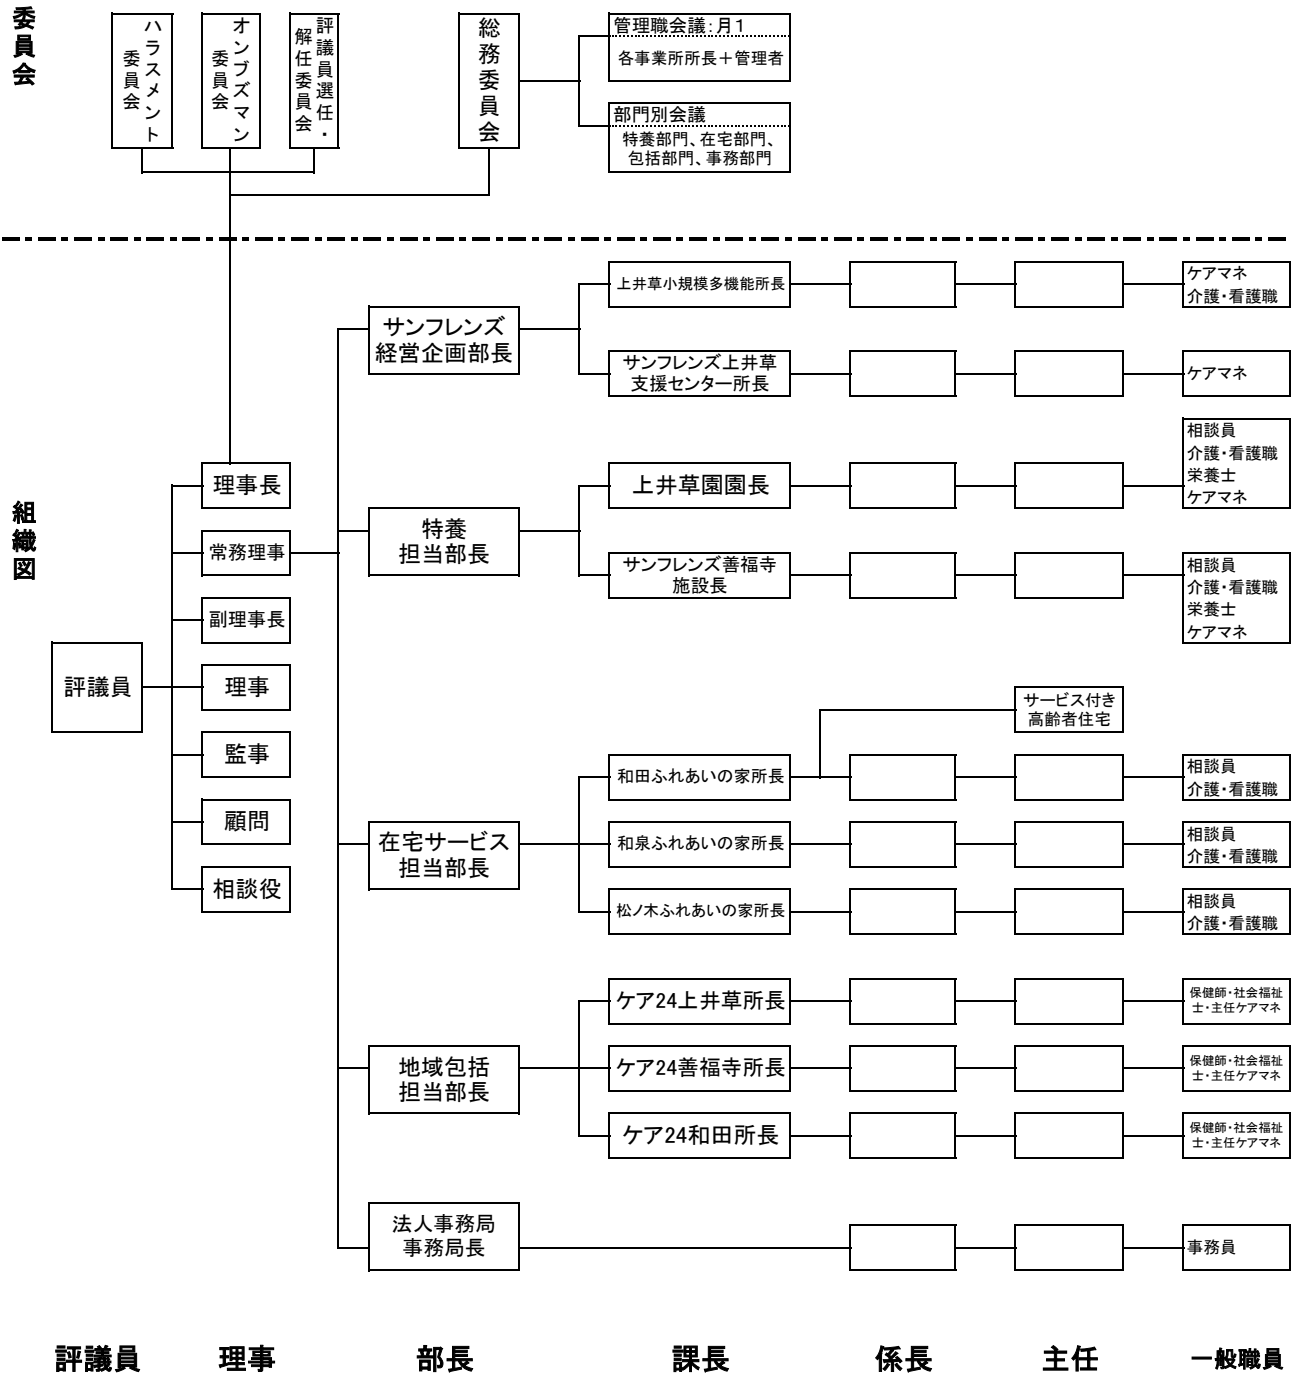 委員会
ハラスメント
委員会
オンブズマン
委員会
評議員選任・
解任委員会
総務委員会
管理職会議：月１
各事業所所長＋管理者
部門別会議
特養部門、在宅部門、
包括部門、事務部門
組織図
評議員
理事長
常務理事
副理事長
理事
監事
顧問
相談役
サンフレンズ
経営企画部長
上井草小規模多機能所長
ケアマネ
介護・看護職
サンフレンズ上井草
支援センター所長
ケアマネ
特養
担当部長
上井草園園長
相談員
介護・看護職
栄養士
ケアマネ
サンフレンズ善福寺
施設長
相談員
介護・看護職
栄養士
ケアマネ
在宅サービス
担当部長
サービス付き
高齢者住宅
和田ふれあいの家所長
相談員
介護・看護職
和泉ふれあいの家所長
相談員
介護・看護職
松ノ木ふれあいの家所長
相談員
介護・看護職
地域包括
担当部長
ケア24上井草所長
保健師・社会福祉
士・主任ケアマネ
ケア24善福寺所長
保健師・社会福祉
士・主任ケアマネ
ケア24和田所長
保健師・社会福祉
士・主任ケアマネ
法人事務局
事務局長
事務員
評議員
理事
部長
課長
係長
主任
一般職員